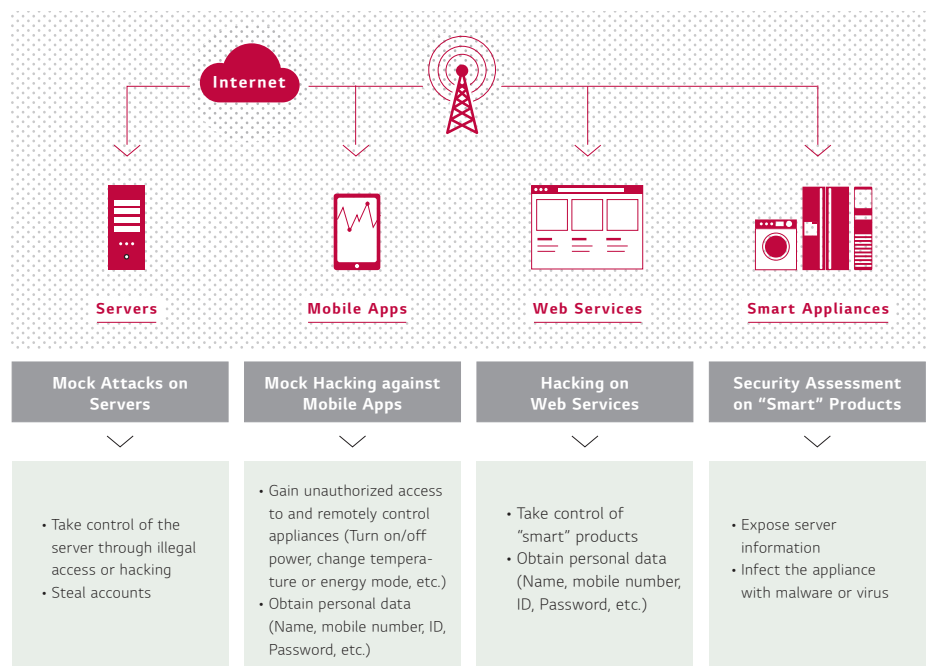 Internet
Servers
Mobile Apps
Web Services
Smart Appliances
Mock Attacks on
Servers
Mock Hacking against
Mobile Apps
Hacking on
Web Services
Security Assessment
on “Smart” Products
• Take control of the
server through illegal
access or hacking
• Steal accounts
• Gain unauthorized access
to and remotely control
appliances (Turn on/off
power, change tempera-
ture or energy mode, etc.)
• Obtain personal data
(Name, mobile number, ID,
Password, etc.)
• Take control of
“smart” products
• Obtain personal data
(Name, mobile number,
ID, Password, etc.)
• Expose server
information
• Infect the appliance
with malware or virus